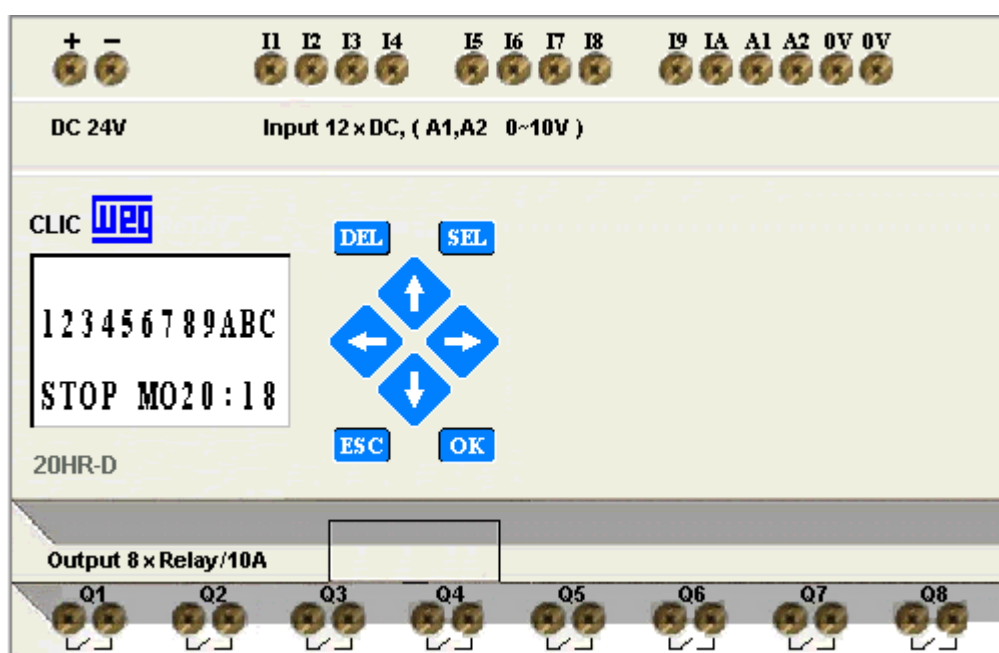 + - I1 I2 I3 I4 I5 I6 I7 I8 I9 IA A1 A2 0V 0V
DC 24V Input 12×DC, ( A1,A2 0~10V )
CLIC WEG
DEL SEL
123456789ABC
STOP MO20:18
ESC OK
20HR-D
Output 8×Relay/10A
Q1 Q2 Q3 Q4 Q5 Q6 Q7 Q8